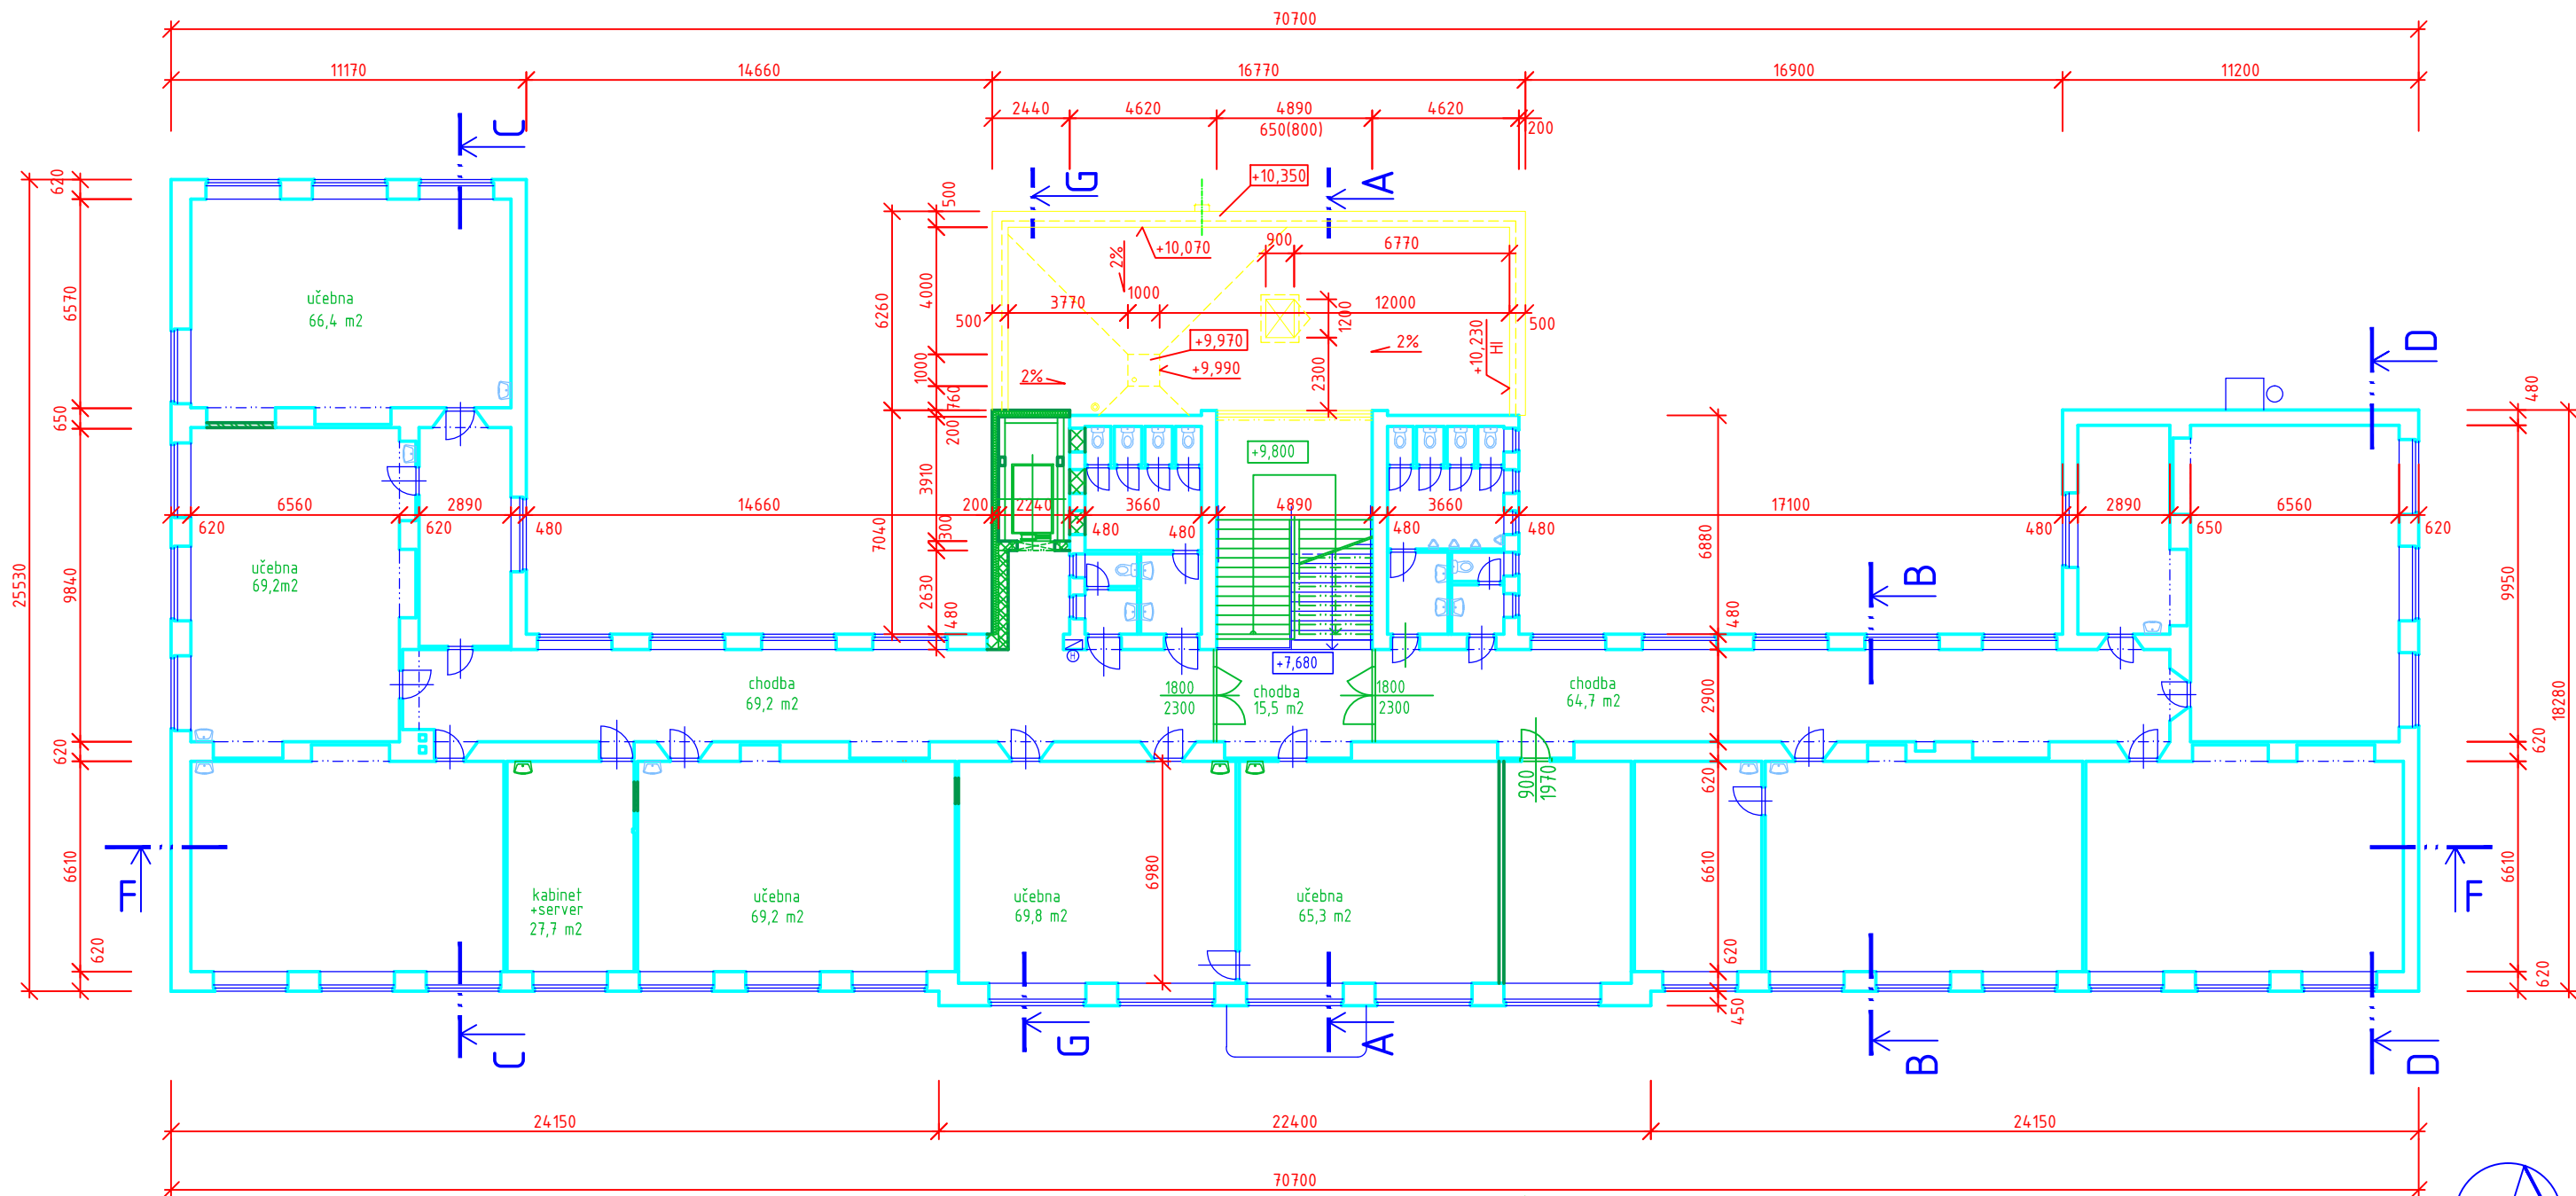 70700
11170 14660 16770 16900 11200
2440 4620 4890 4620
650(800) 200
C G A
+10,350
620 500
+10,070 900 6770
2%
6570 6260 4000
učebna
66,4 m2
3770 1000 12000 1200
500 500
+10,230
HI
+9,970 2%
+9,990
2% 2300
D
1000
760
480
650 200
+9,800
3910
6560 2890 14660 200 2240 3660 4890 3660 17100 2890 6560
620 620 480 480 480 480 480 480 650 620
300
7040 6880
25530 9840 učebna
69,2m2
2630 480 480
B
9950 18280
+7,680
H
chodba
69,2 m2
1800
2300
chodba
15,5 m2
1800
2300
chodba
64,7 m2
2900
620 620
900
1970
620
6610 6980 6610 6610
F F
kabinet
+server
27,7 m2
učebna
69,2 m2
učebna
69,8 m2
učebna
65,3 m2
620 620 620
450
C G A B D
24150 22400 24150
70700